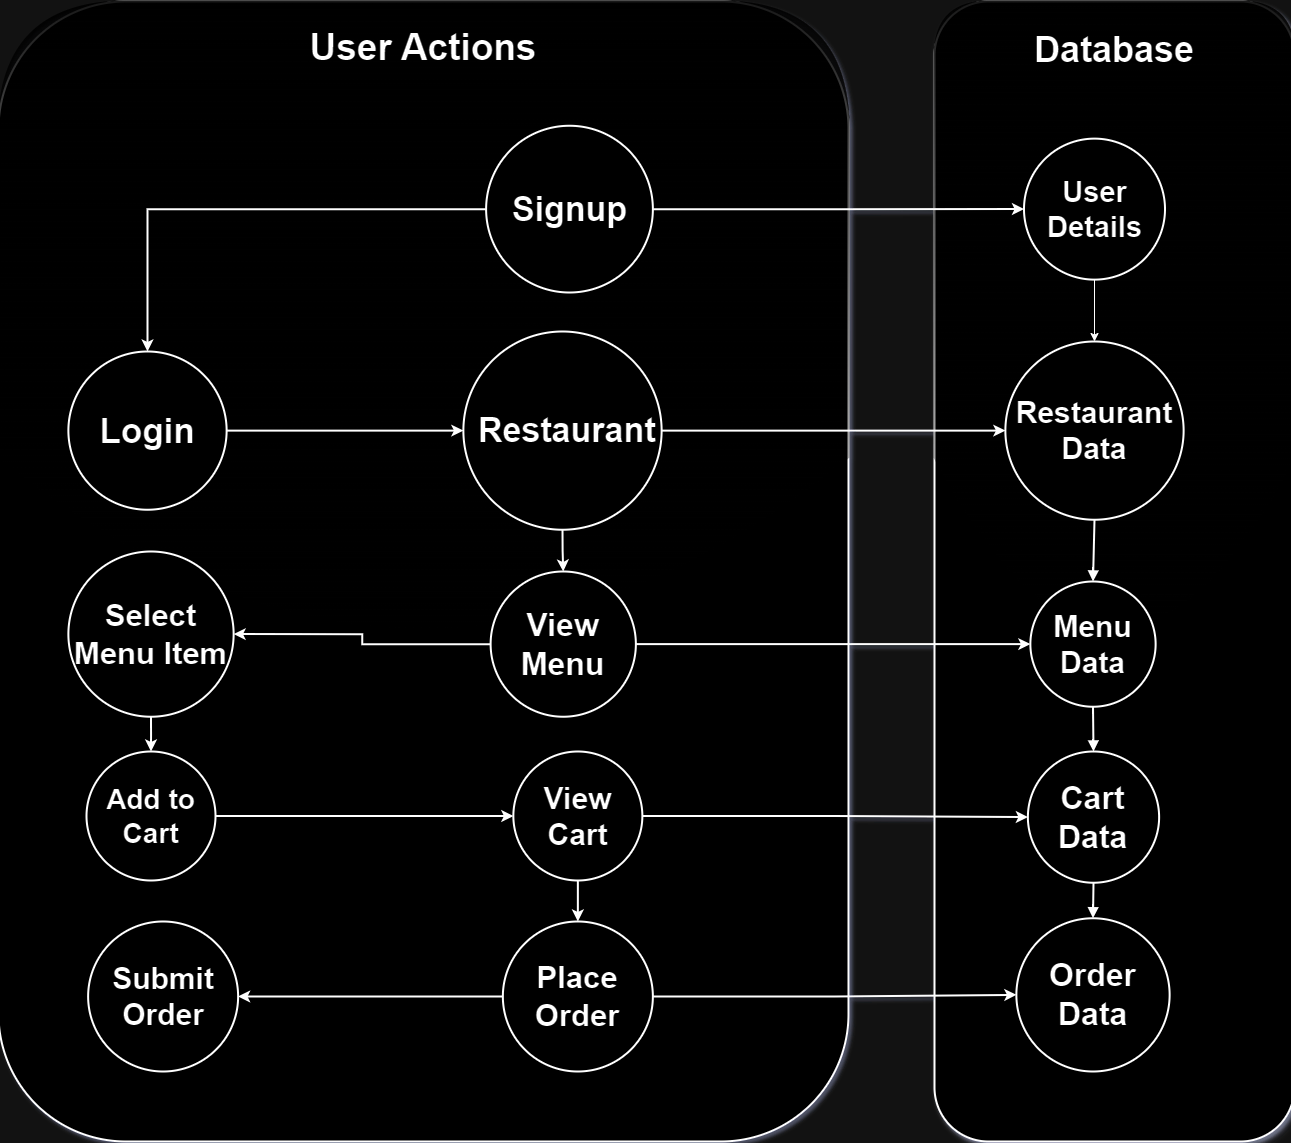 User Actions
Database
Signup
User
Details
Login
Restaurant
Restaurant
Data
Select
Menu Item
View
Menu
Menu
Data
Add to
Cart
View
Cart
Cart
Data
Submit
Order
Place
Order
Order
Data